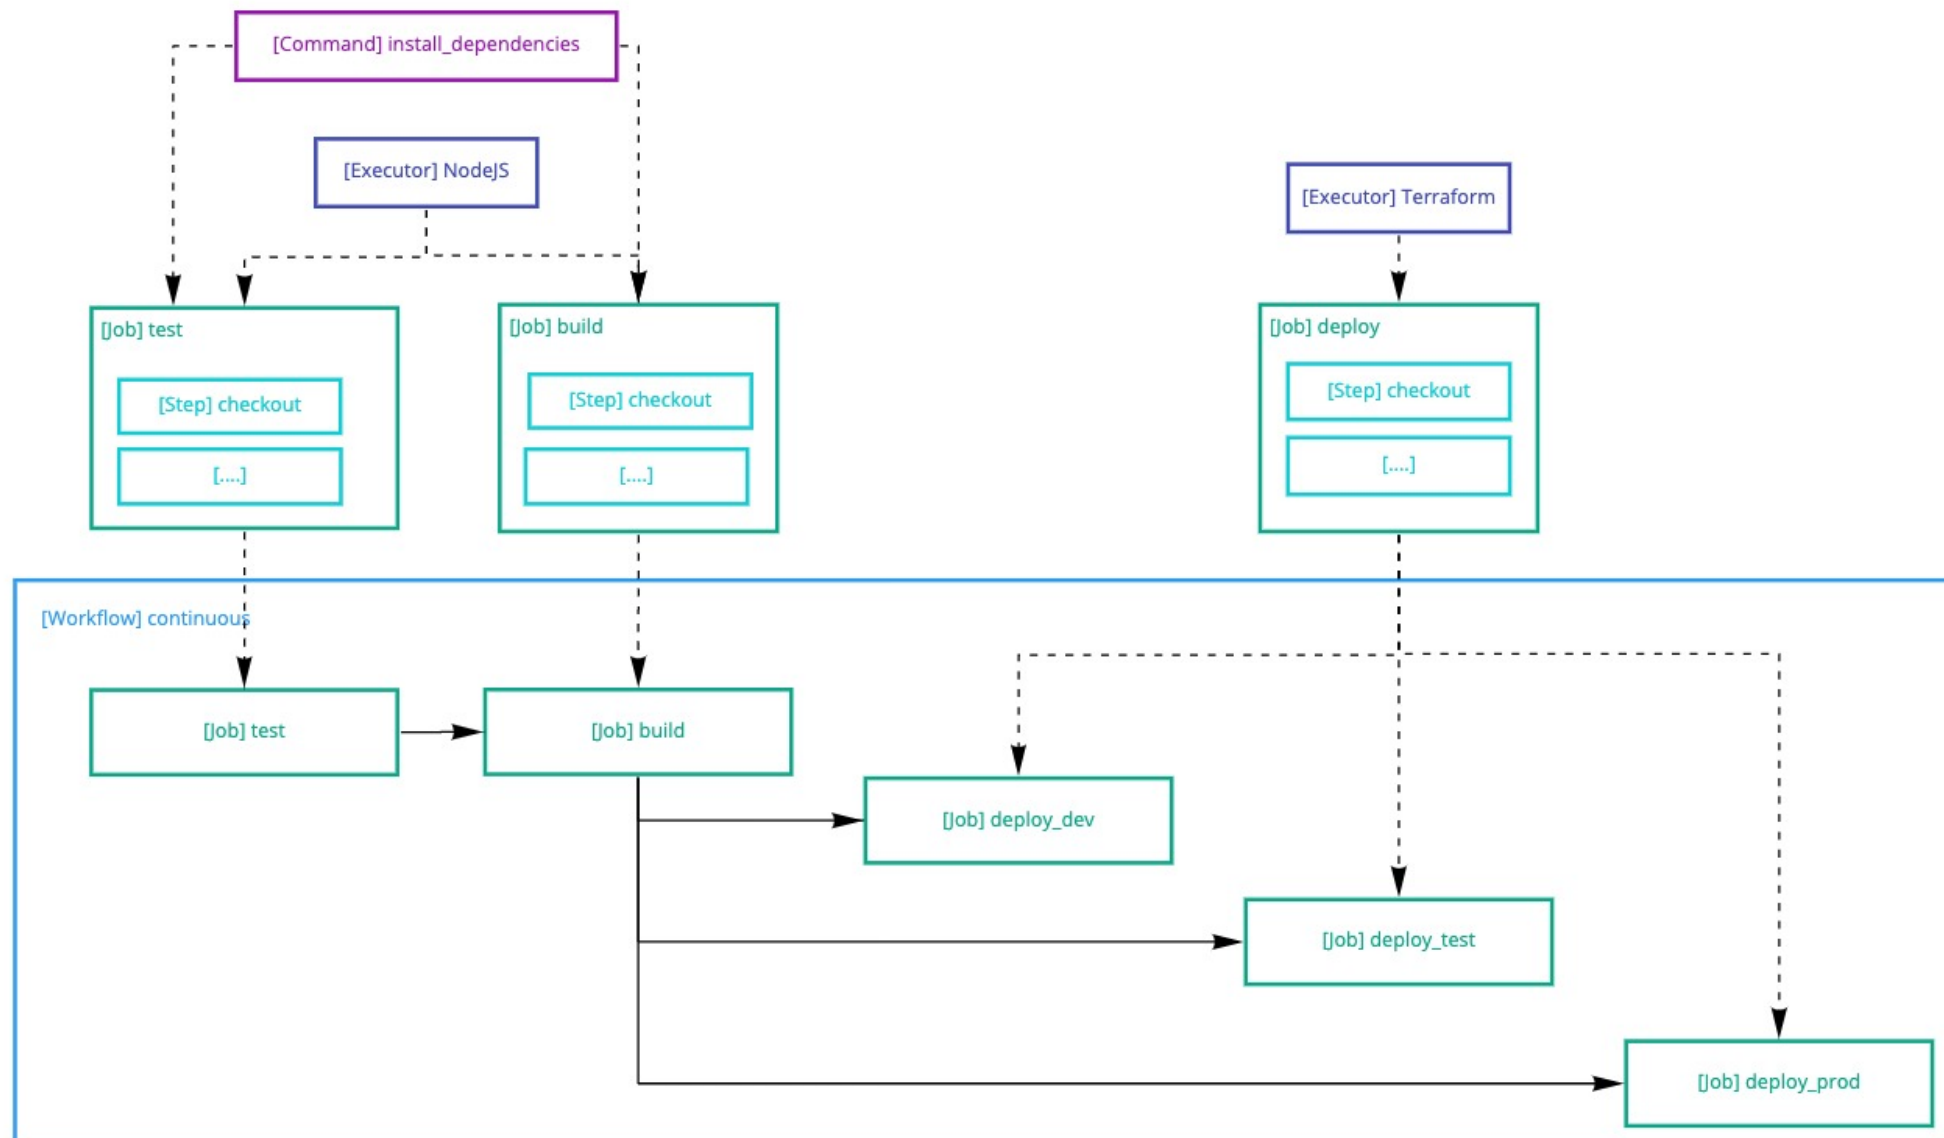 [Command] install_dependencies
[Executor] NodeJS
[Executor] Terraform
[Job] test
[Step] checkout
[....]
[Job] build
[Step] checkout
[....]
[Job] deploy
[Step] checkout
[....]
[Workflow] continuous
[Job] test
[Job] build
[Job] deploy_dev
[Job] deploy_test
[Job] deploy_prod